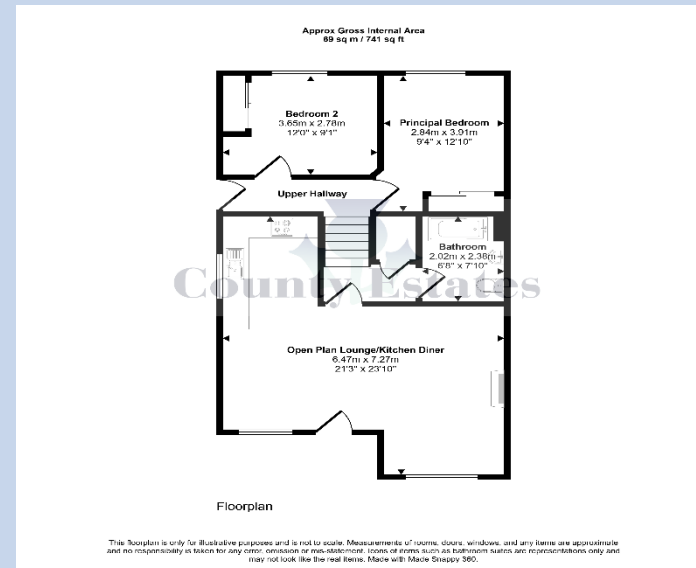 Approx Gross Internal Area
69 sq m / 741 sq ft
Bedroom 2
3.65m x 2.78m
12'0" x 9'1"
Principal Bedroom
2.84m x 3.91m
9'4" x 12'10"
Upper Hallway
Bathroom
2.02m x 2.38m
6'8" x 7'10"
County Estates
Open Plan Lounge/Kitchen Diner
6.47m x 7.27m
21'3" x 23'10"
Floorplan
This floorplan is only for illustrative purposes and is not to scale. Measurements of rooms, doors, windows, and any items are approximate
and no responsibility is taken for any error, omission or mis-statement. Icons of items such as bathroom suites are representations only and
may not look like the real items. Made with Made Snappy 360.